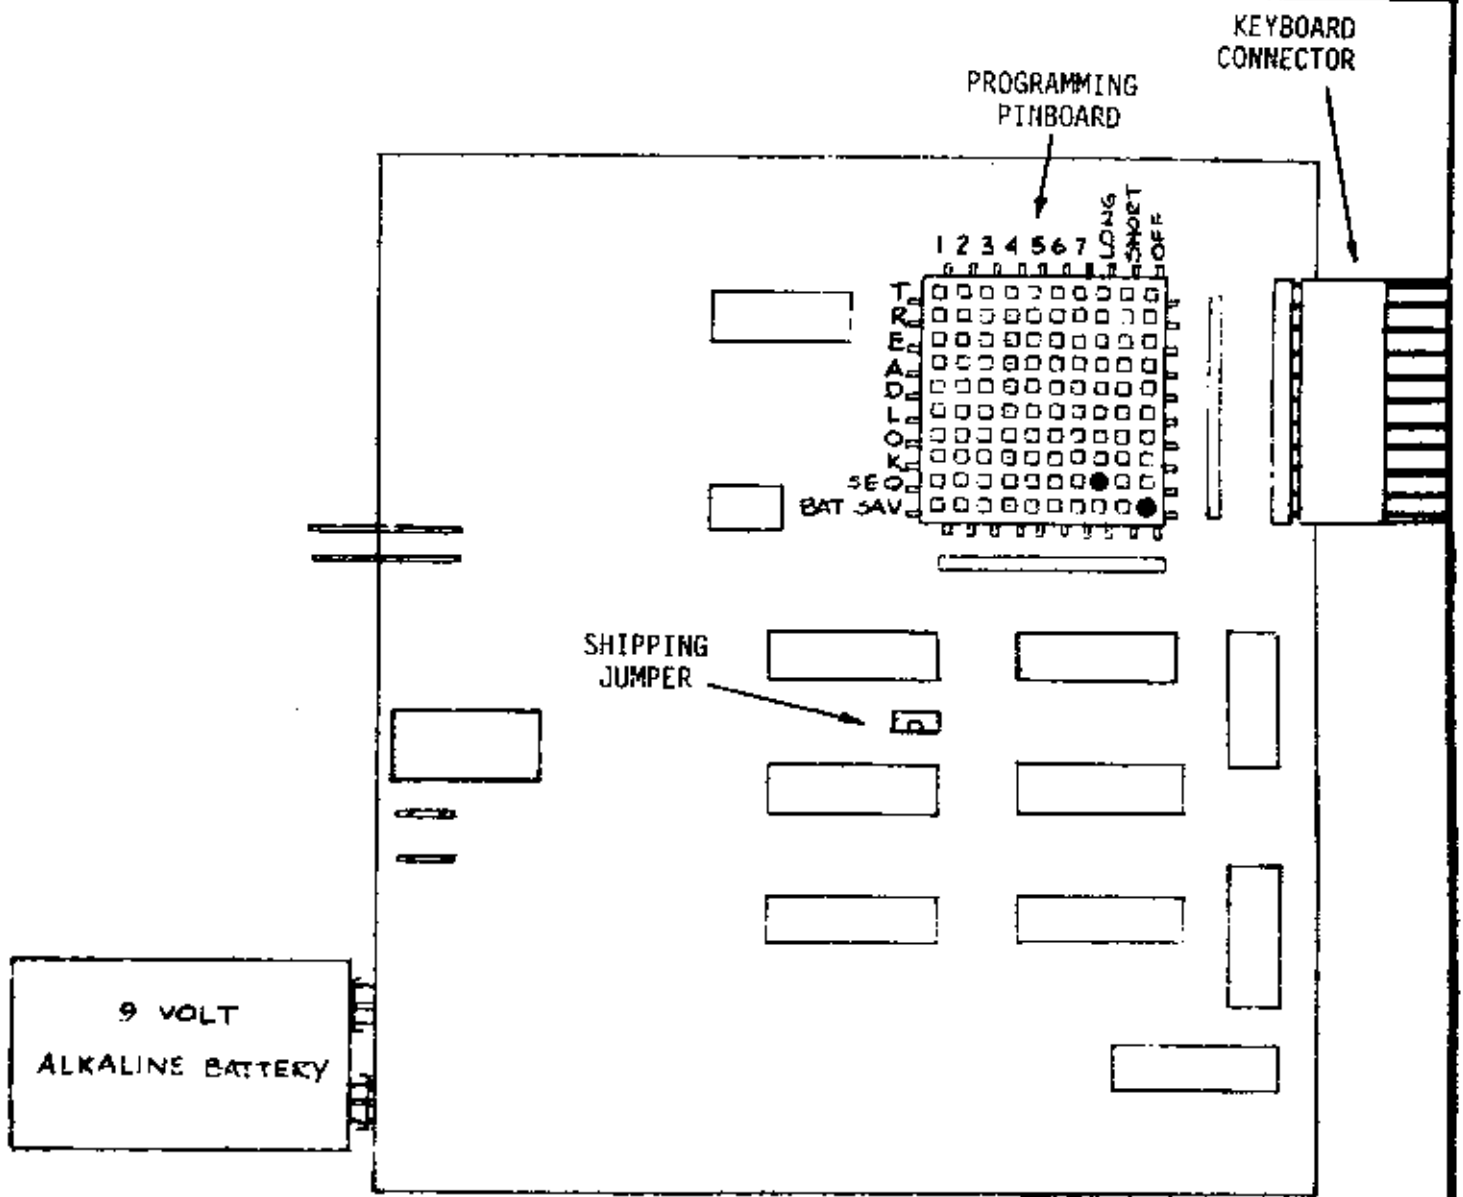 KEYBOARD
CONNECTOR
PROGRAMMING
PINBOARD
1 2 3 4 5 6 7 LONG SHORT OFF
T
R
E
A
D
L
O
K
SEQ
BAT SAV
SHIPPING
JUMPER
9 VOLT
ALKALINE BATTERY